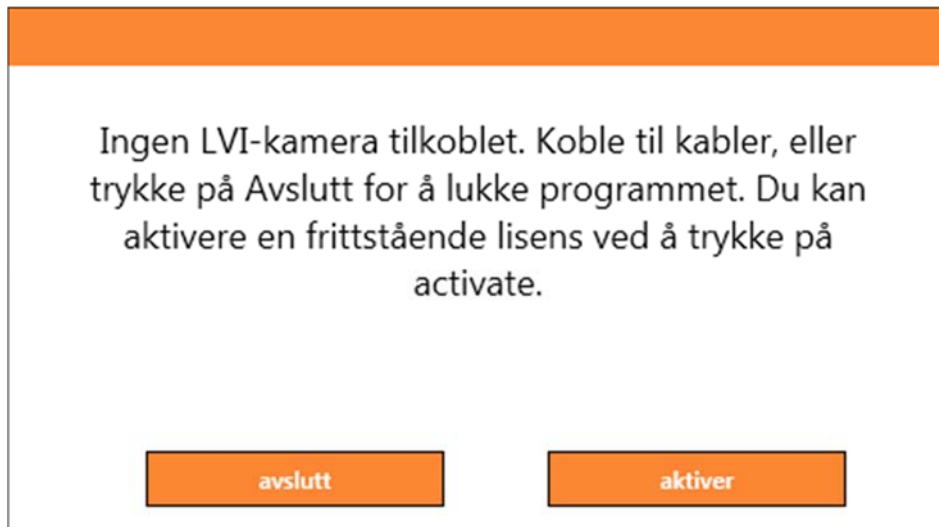 Ingen LVI-kamera tilkoblet. Koble til kabler, eller
trykke på Avslutt for å lukke programmet. Du kan
aktivere en frittstående lisens ved å trykke på
activate.
avslutt
aktiver